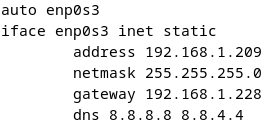 auto enp0s3
iface enp0s3 inet static
        address 192.168.1.209
        netmask 255.255.255.0
        gateway 192.168.1.228
        dns 8.8.8.8 8.8.4.4